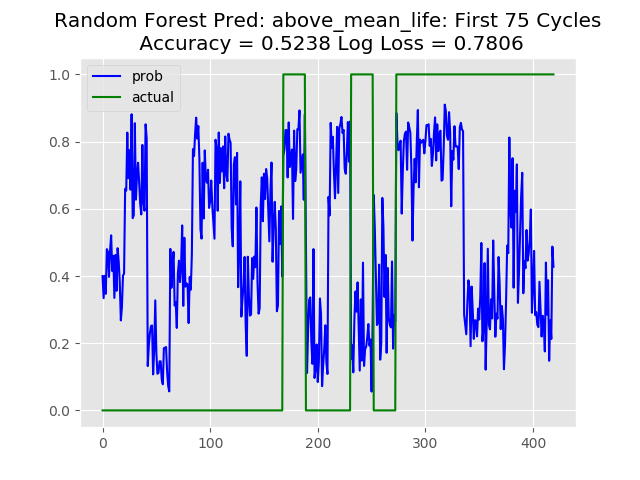 Random Forest Pred: above_mean_life: First 75 Cycles
Accuracy = 0.5238 Log Loss = 0.7806
1.0
prob
actual
0.8
0.6
0.4
0.2
0.0
0 100 200 300 400